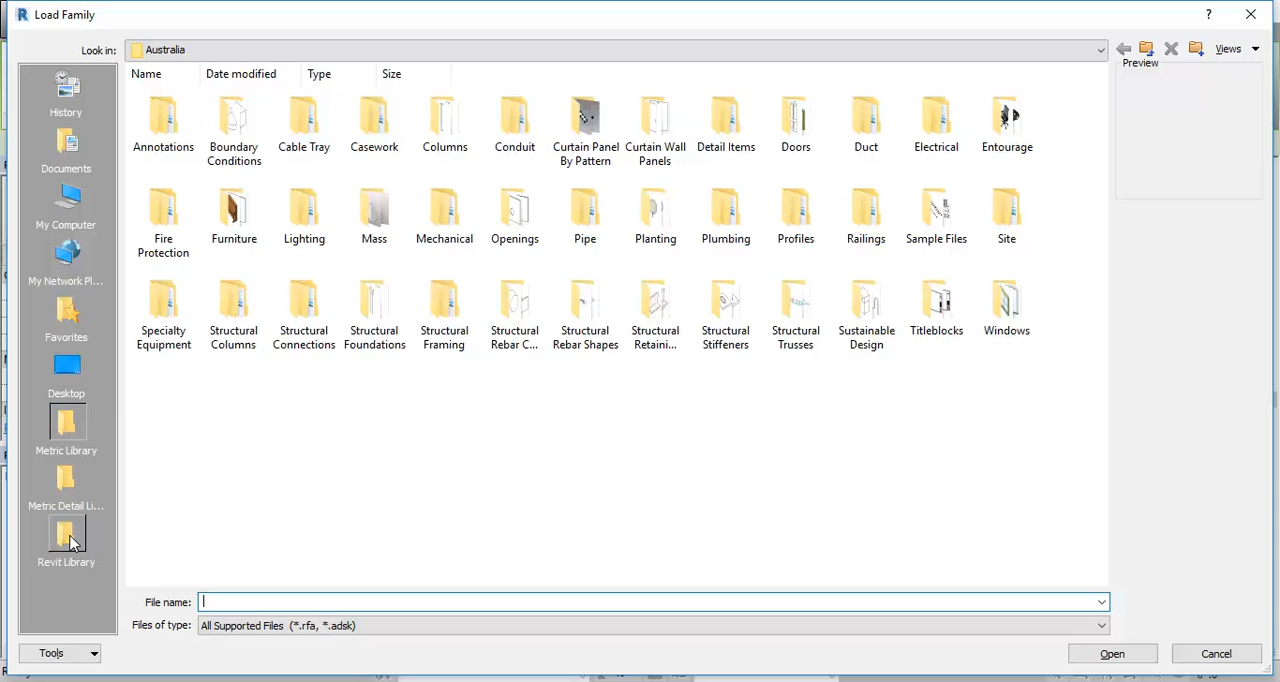 Load Family
?
Look in: Australia
Views
Preview
Name Date modified Type Size
History
Documents
My Computer
My Network Pl...
Favorites
Desktop
Metric Library
Metric Detail Li...
Revit Library
Annotations
Boundary
Conditions
Cable Tray
Casework
Columns
Conduit
Curtain Panel
By Pattern
Curtain Wall
Panels
Detail Items
Doors
Duct
Electrical
Entourage
Fire
Protection
Furniture
Lighting
Mass
Mechanical
Openings
Pipe
Planting
Plumbing
Profiles
Railings
Sample Files
Site
Specialty
Equipment
Structural
Columns
Structural
Connections
Structural
Foundations
Structural
Framing
Structural
Rebar C...
Structural
Rebar Shapes
Structural
Retaini...
Structural
Stiffeners
Structural
Trusses
Sustainable
Design
Titleblocks
Windows
File name:
Files of type: All Supported Files (*.rfa, *.adsk)
Tools
Open
Cancel